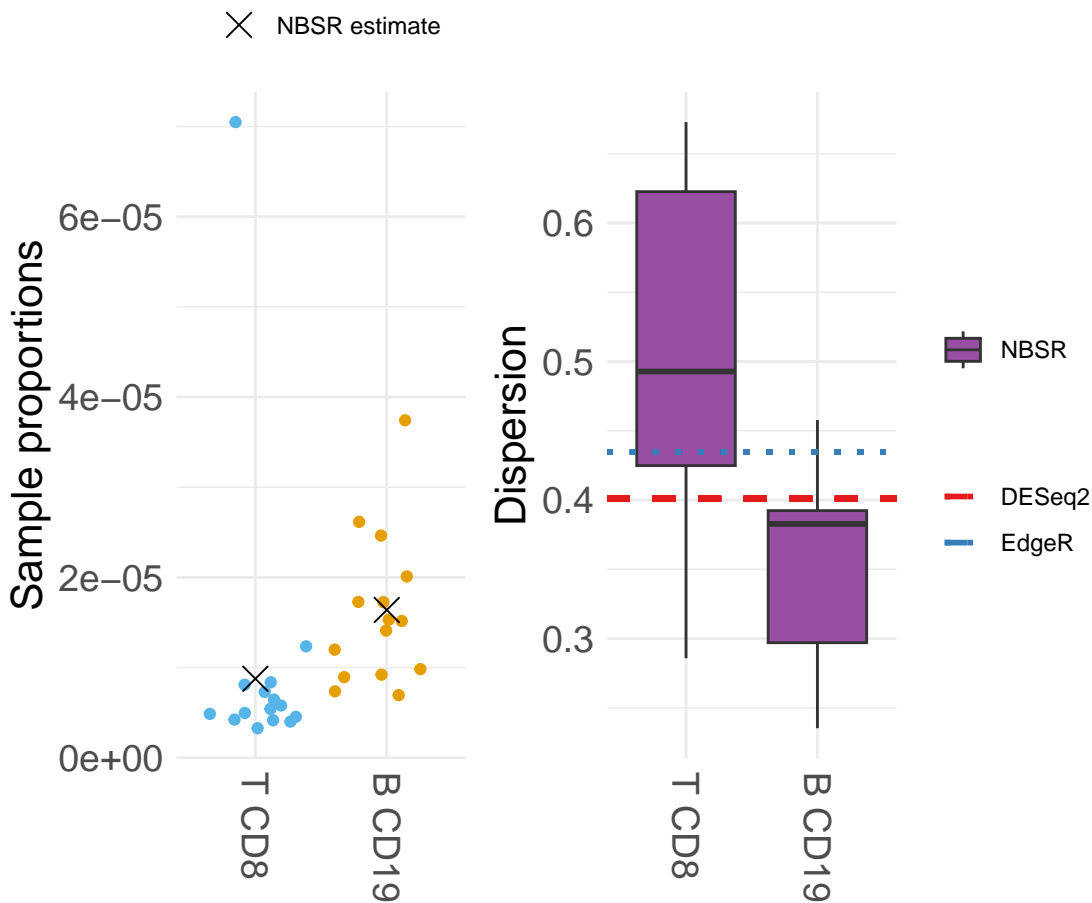 NBSR estimate
Sample proportions
6e−05
4e−05
2e−05
0e+00
T CD8
B CD19
Dispersion
0.6
0.5
0.4
0.3
T CD8
B CD19
NBSR
DESeq2
EdgeR